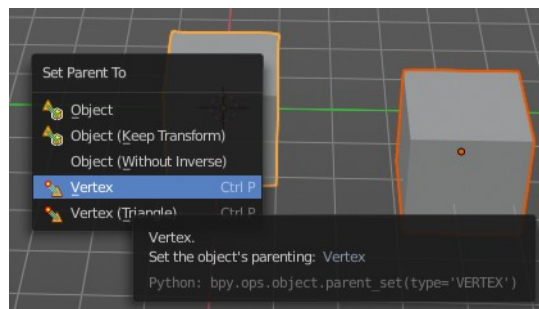 Set Parent To
Object
Object (Keep Transform)
Object (Without Inverse)
Vertex Ctrl P
Vertex (Triangle) Ctrl P
Vertex.
Set the object's parenting: Vertex
Python: bpy.ops.object.parent_set(type='VERTEX')